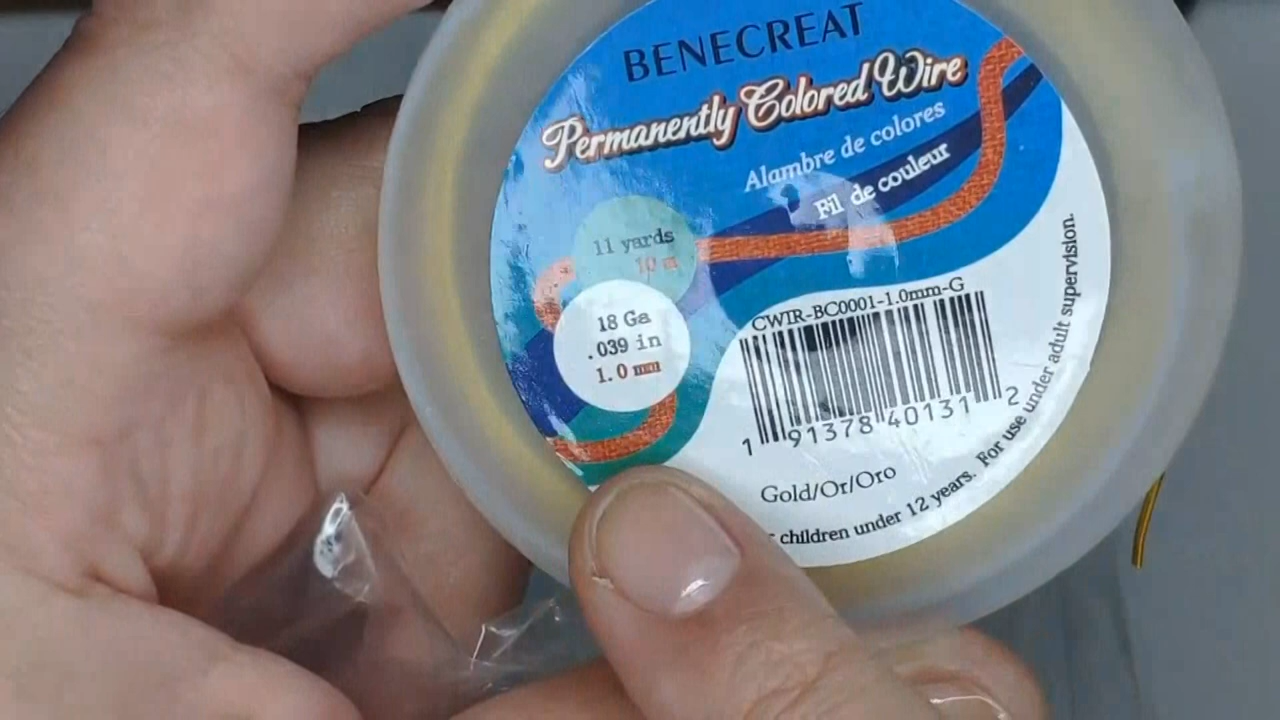 BENECREAT
Permanently Colored Wire
Alambre de colores
Fil de couleur
11 yards
10 m
18 Ga
.039 in
1.0 mm
CWIR-BC0001-1.0mm-G
1 91378 40131 2
Gold/Or/Oro
children under 12 years. For use under adult supervision.